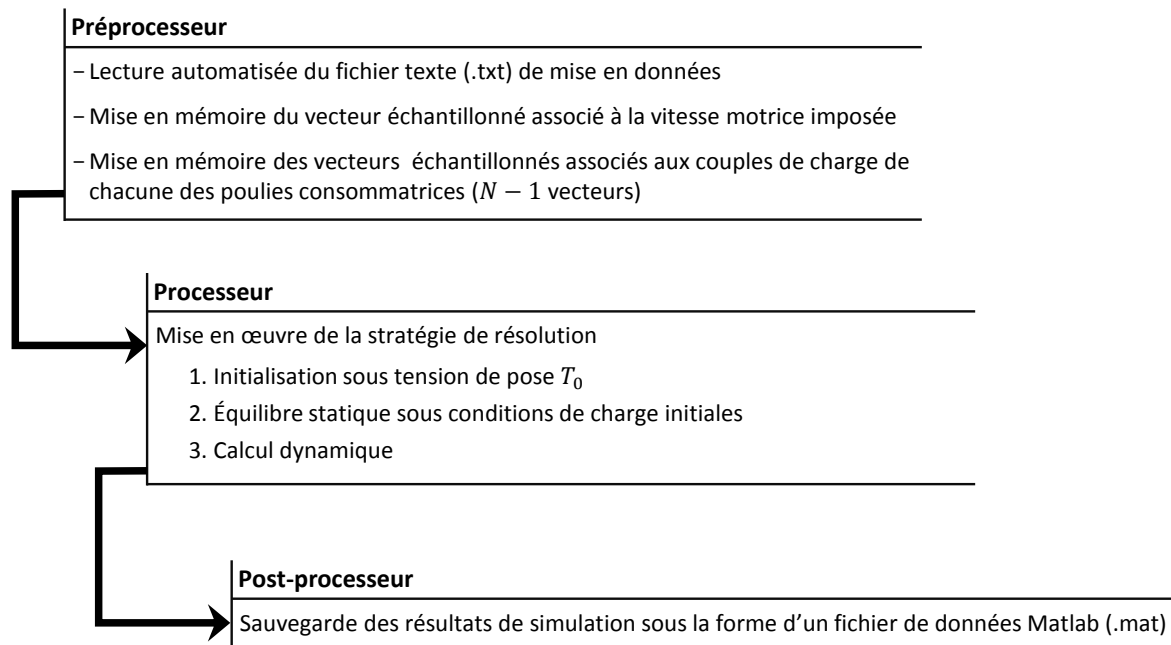 Préprocesseur
− Lecture automatisée du fichier texte (.txt) de mise en données
− Mise en mémoire du vecteur échantillonné associé à la vitesse motrice imposée
− Mise en mémoire des vecteurs échantillonnés associés aux couples de charge de
chacune des poulies consommatrices (N − 1 vecteurs)
Processeur
Mise en œuvre de la stratégie de résolution
1. Initialisation sous tension de pose T₀
2. Équilibre statique sous conditions de charge initiales
3. Calcul dynamique
Post-processeur
Sauvegarde des résultats de simulation sous la forme d’un fichier de données Matlab (.mat)